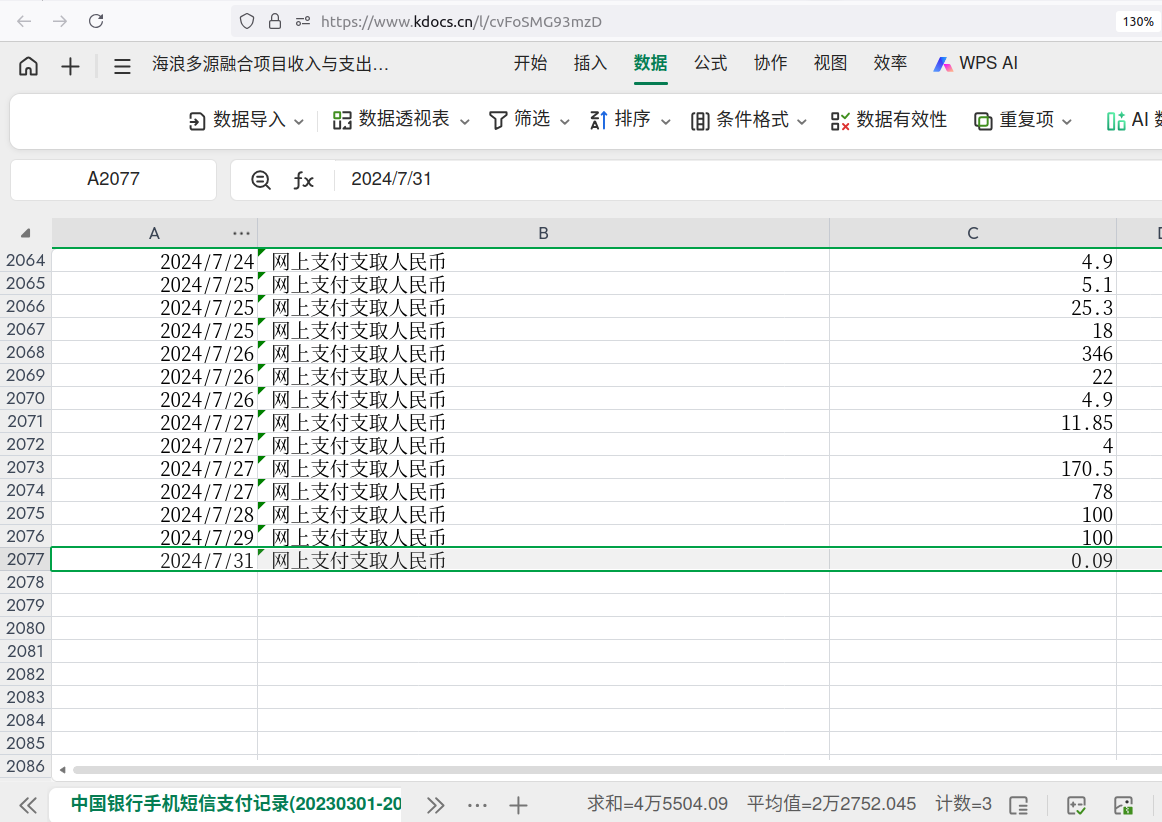 https://www.kdocs.cn/l/cvFoSMG93mzD 130%
海浪多源融合项目收入与支出… 开始 插入 数据 公式 协作 视图 效率 WPS AI
数据导入 数据透视表 筛选 排序 条件格式 数据有效性 重复项 AI 数
A2077 fx 2024/7/31
A ... B C
2064 2024/7/24 网上支付支取人民币 4.9
2065 2024/7/25 网上支付支取人民币 5.1
2066 2024/7/25 网上支付支取人民币 25.3
2067 2024/7/25 网上支付支取人民币 18
2068 2024/7/26 网上支付支取人民币 346
2069 2024/7/26 网上支付支取人民币 22
2070 2024/7/26 网上支付支取人民币 4.9
2071 2024/7/27 网上支付支取人民币 11.85
2072 2024/7/27 网上支付支取人民币 4
2073 2024/7/27 网上支付支取人民币 170.5
2074 2024/7/27 网上支付支取人民币 78
2075 2024/7/28 网上支付支取人民币 100
2076 2024/7/29 网上支付支取人民币 100
2077 2024/7/31 网上支付支取人民币 0.09
2078
2079
2080
2081
2082
2083
2084
2085
2086
中国银行手机短信支付记录(20230301-20 ... 求和=4万5504.09 平均值=2万2752.045 计数=3